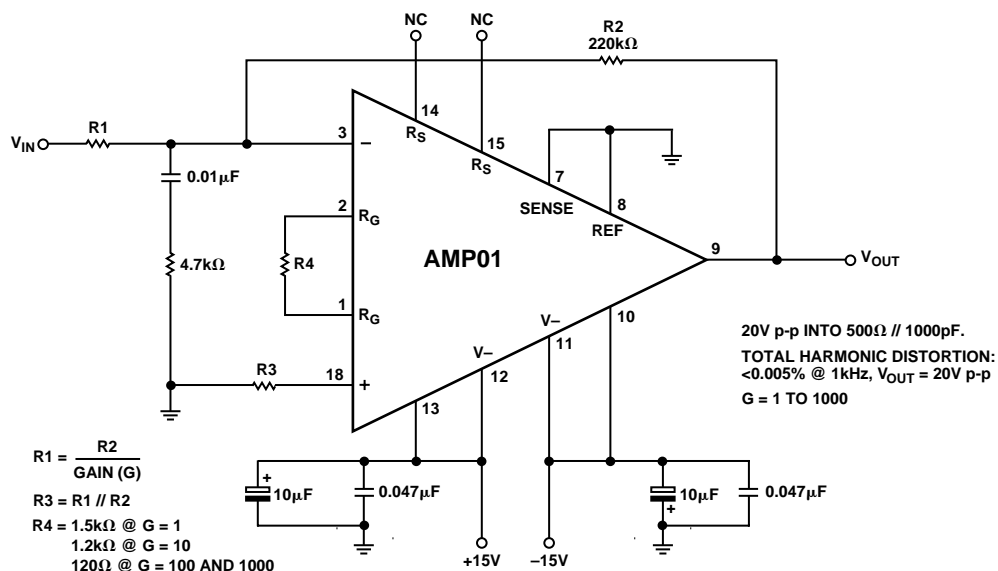 NC
NC
R2
220kΩ
VIN
R1
3
–
14
RS
15
RS
7
SENSE
8
REF
0.01μF
2
RG
R4
4.7kΩ
AMP01
9
VOUT
1
RG
R3
18
+
V–
12
13
V–
11
10
20V p-p INTO 500Ω // 1000pF.
TOTAL HARMONIC DISTORTION:
<0.005% @ 1kHz, VOUT = 20V p-p
G = 1 TO 1000
R1 = R2
GAIN (G)
R3 = R1 // R2
R4 = 1.5kΩ @ G = 1
1.2kΩ @ G = 10
120Ω @ G = 100 AND 1000
+
10μF
0.047μF
10μF
+
0.047μF
+15V
–15V